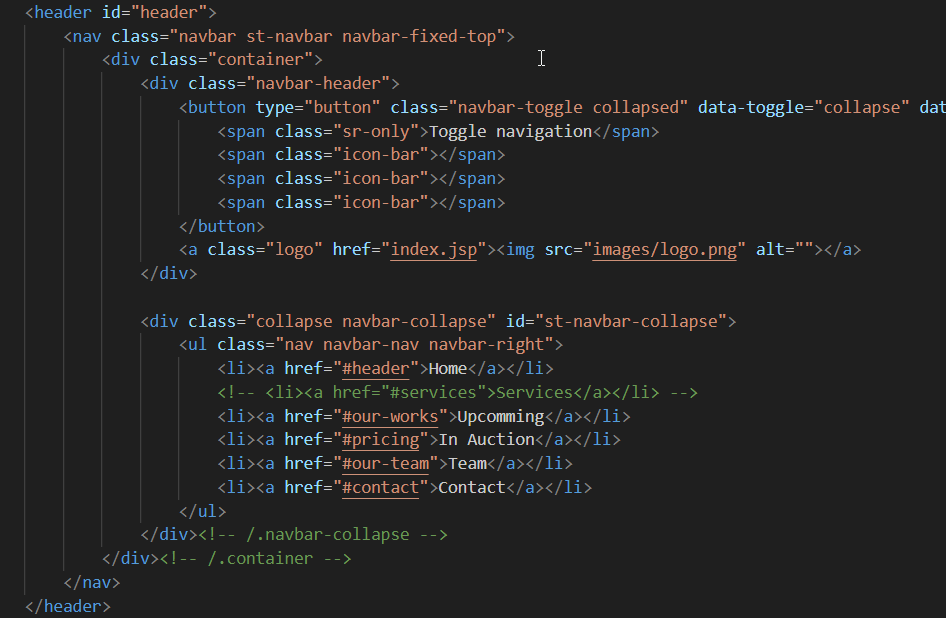 <header id="header">
<nav class="navbar st-navbar navbar-fixed-top">
<div class="container">
<div class="navbar-header">
<button type="button" class="navbar-toggle collapsed" data-toggle="collapse" dat
<span class="sr-only">Toggle navigation</span>
<span class="icon-bar"></span>
<span class="icon-bar"></span>
<span class="icon-bar"></span>
</button>
<a class="logo" href="index.jsp"><img src="images/logo.png" alt=""></a>
</div>
<div class="collapse navbar-collapse" id="st-navbar-collapse">
<ul class="nav navbar-nav navbar-right">
<li><a href="#header">Home</a></li>
<!-- <li><a href="#services">Services</a></li> -->
<li><a href="#our-works">Upcomming</a></li>
<li><a href="#pricing">In Auction</a></li>
<li><a href="#our-team">Team</a></li>
<li><a href="#contact">Contact</a></li>
</ul>
</div><!-- /.navbar-collapse -->
</div><!-- /.container -->
</nav>
</header>